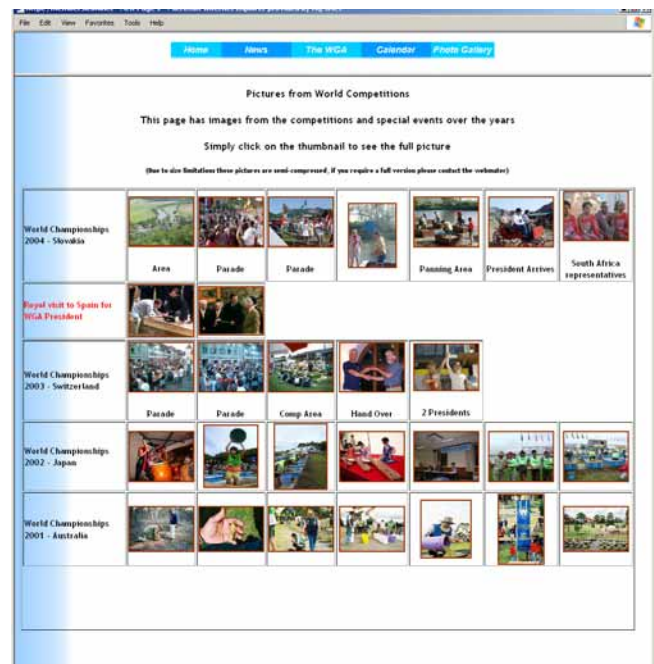 File Edit View Favorites Tools Help
Home News The WGA Calendar Photo Gallery
Pictures from World Competitions
This page has images from the competitions and special events over the years
Simply click on the thumbnail to see the full picture
(Due to size limitations these pictures are semi-compressed, if you require a full version please contact the webmater)
World Championships
2004 - Slovakia
Area
Parade
Parade
Panning Area
President Arrives
South Africa
representatives
Royal visit to Spain for
WGA President
World Championships
2003 - Switzerland
Parade
Parade
Comp Area
Hand Over
2 Presidents
World Championships
2002 - Japan
World Championships
2001 - Australia